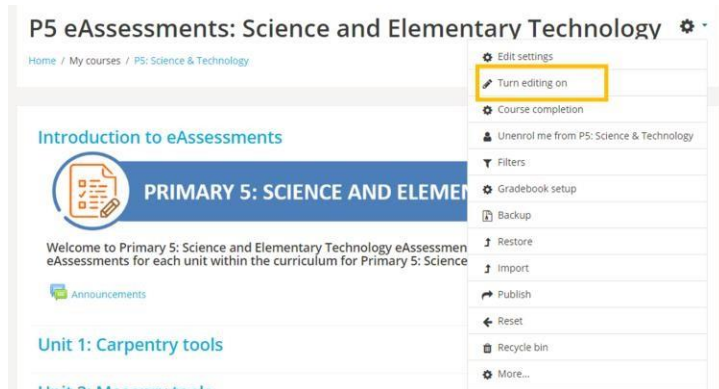 P5 eAssessments: Science and Elementary Technology
Home / My courses / P5: Science & Technology
Edit settings
Turn editing on
Course completion
Unenrol me from P5: Science & Technology
Filters
Gradebook setup
Backup
Restore
Import
Publish
Reset
Recycle bin
More...
Introduction to eAssessments
PRIMARY 5: SCIENCE AND ELEMEN
Welcome to Primary 5: Science and Elementary Technology eAssessmen
eAssessments for each unit within the curriculum for Primary 5: Science
Announcements
Unit 1: Carpentry tools